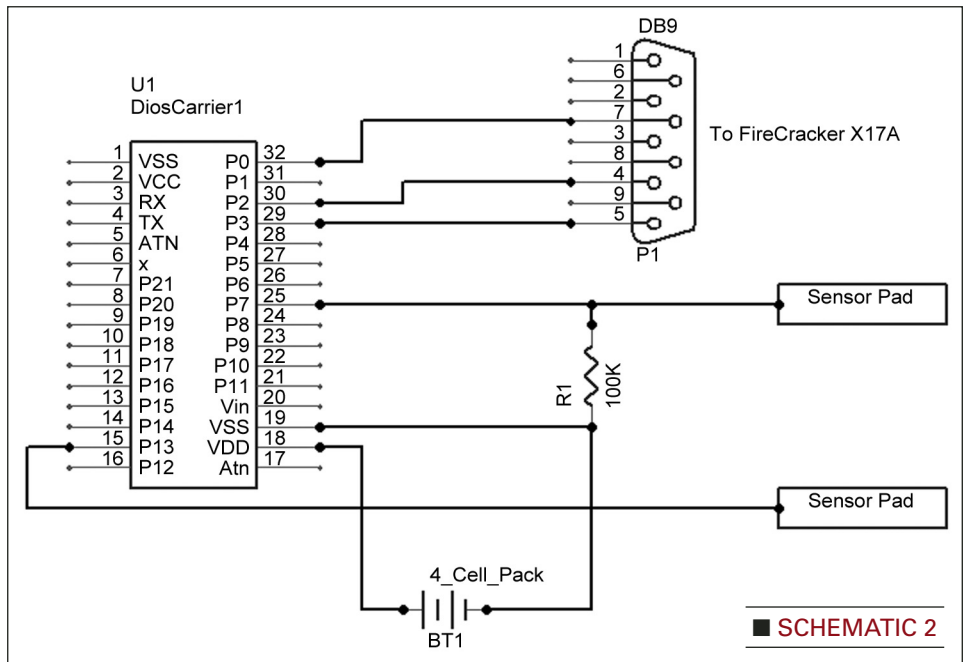 DB9
1
6
2
7
3
8
4
9
5
P1
To FireCracker X17A
U1
DiosCarrier1
1 VSS P0 32
2 VCC P1 31
3 RX P2 30
4 TX P3 29
5 ATN P4 28
6 x P5 27
7 P21 P6 26
8 P20 P7 25
9 P19 P8 24
10 P18 P9 23
11 P17 P10 22
12 P16 P11 21
13 P15 Vin 20
14 P14 VSS 19
15 P13 VDD 18
16 P12 Atn 17
Sensor Pad
R1
100K
Sensor Pad
4_Cell_Pack
BT1
■ SCHEMATIC 2